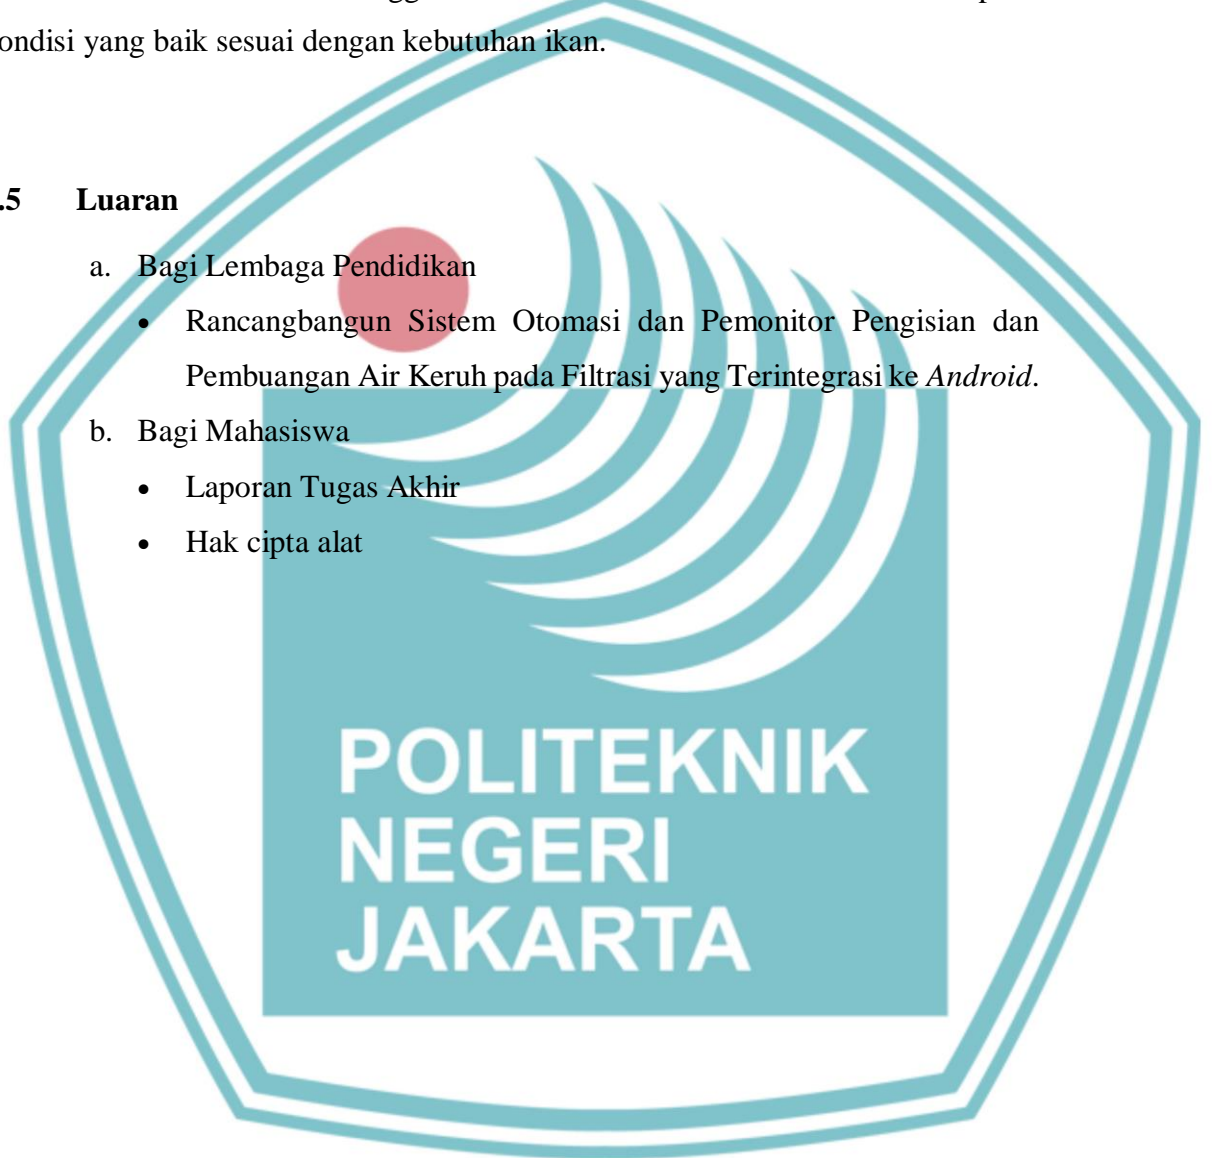 ondisi yang baik sesuai dengan kebutuhan ikan.
.5 Luaran
a. Bagi Lembaga Pendidikan
• Rancangbangun Sistem Otomasi dan Pemonitor Pengisian dan
Pembuangan Air Keruh pada Filtrasi yang Terintegrasi ke Android.
b. Bagi Mahasiswa
• Laporan Tugas Akhir
• Hak cipta alat
POLITEKNIK
NEGERI
JAKARTA